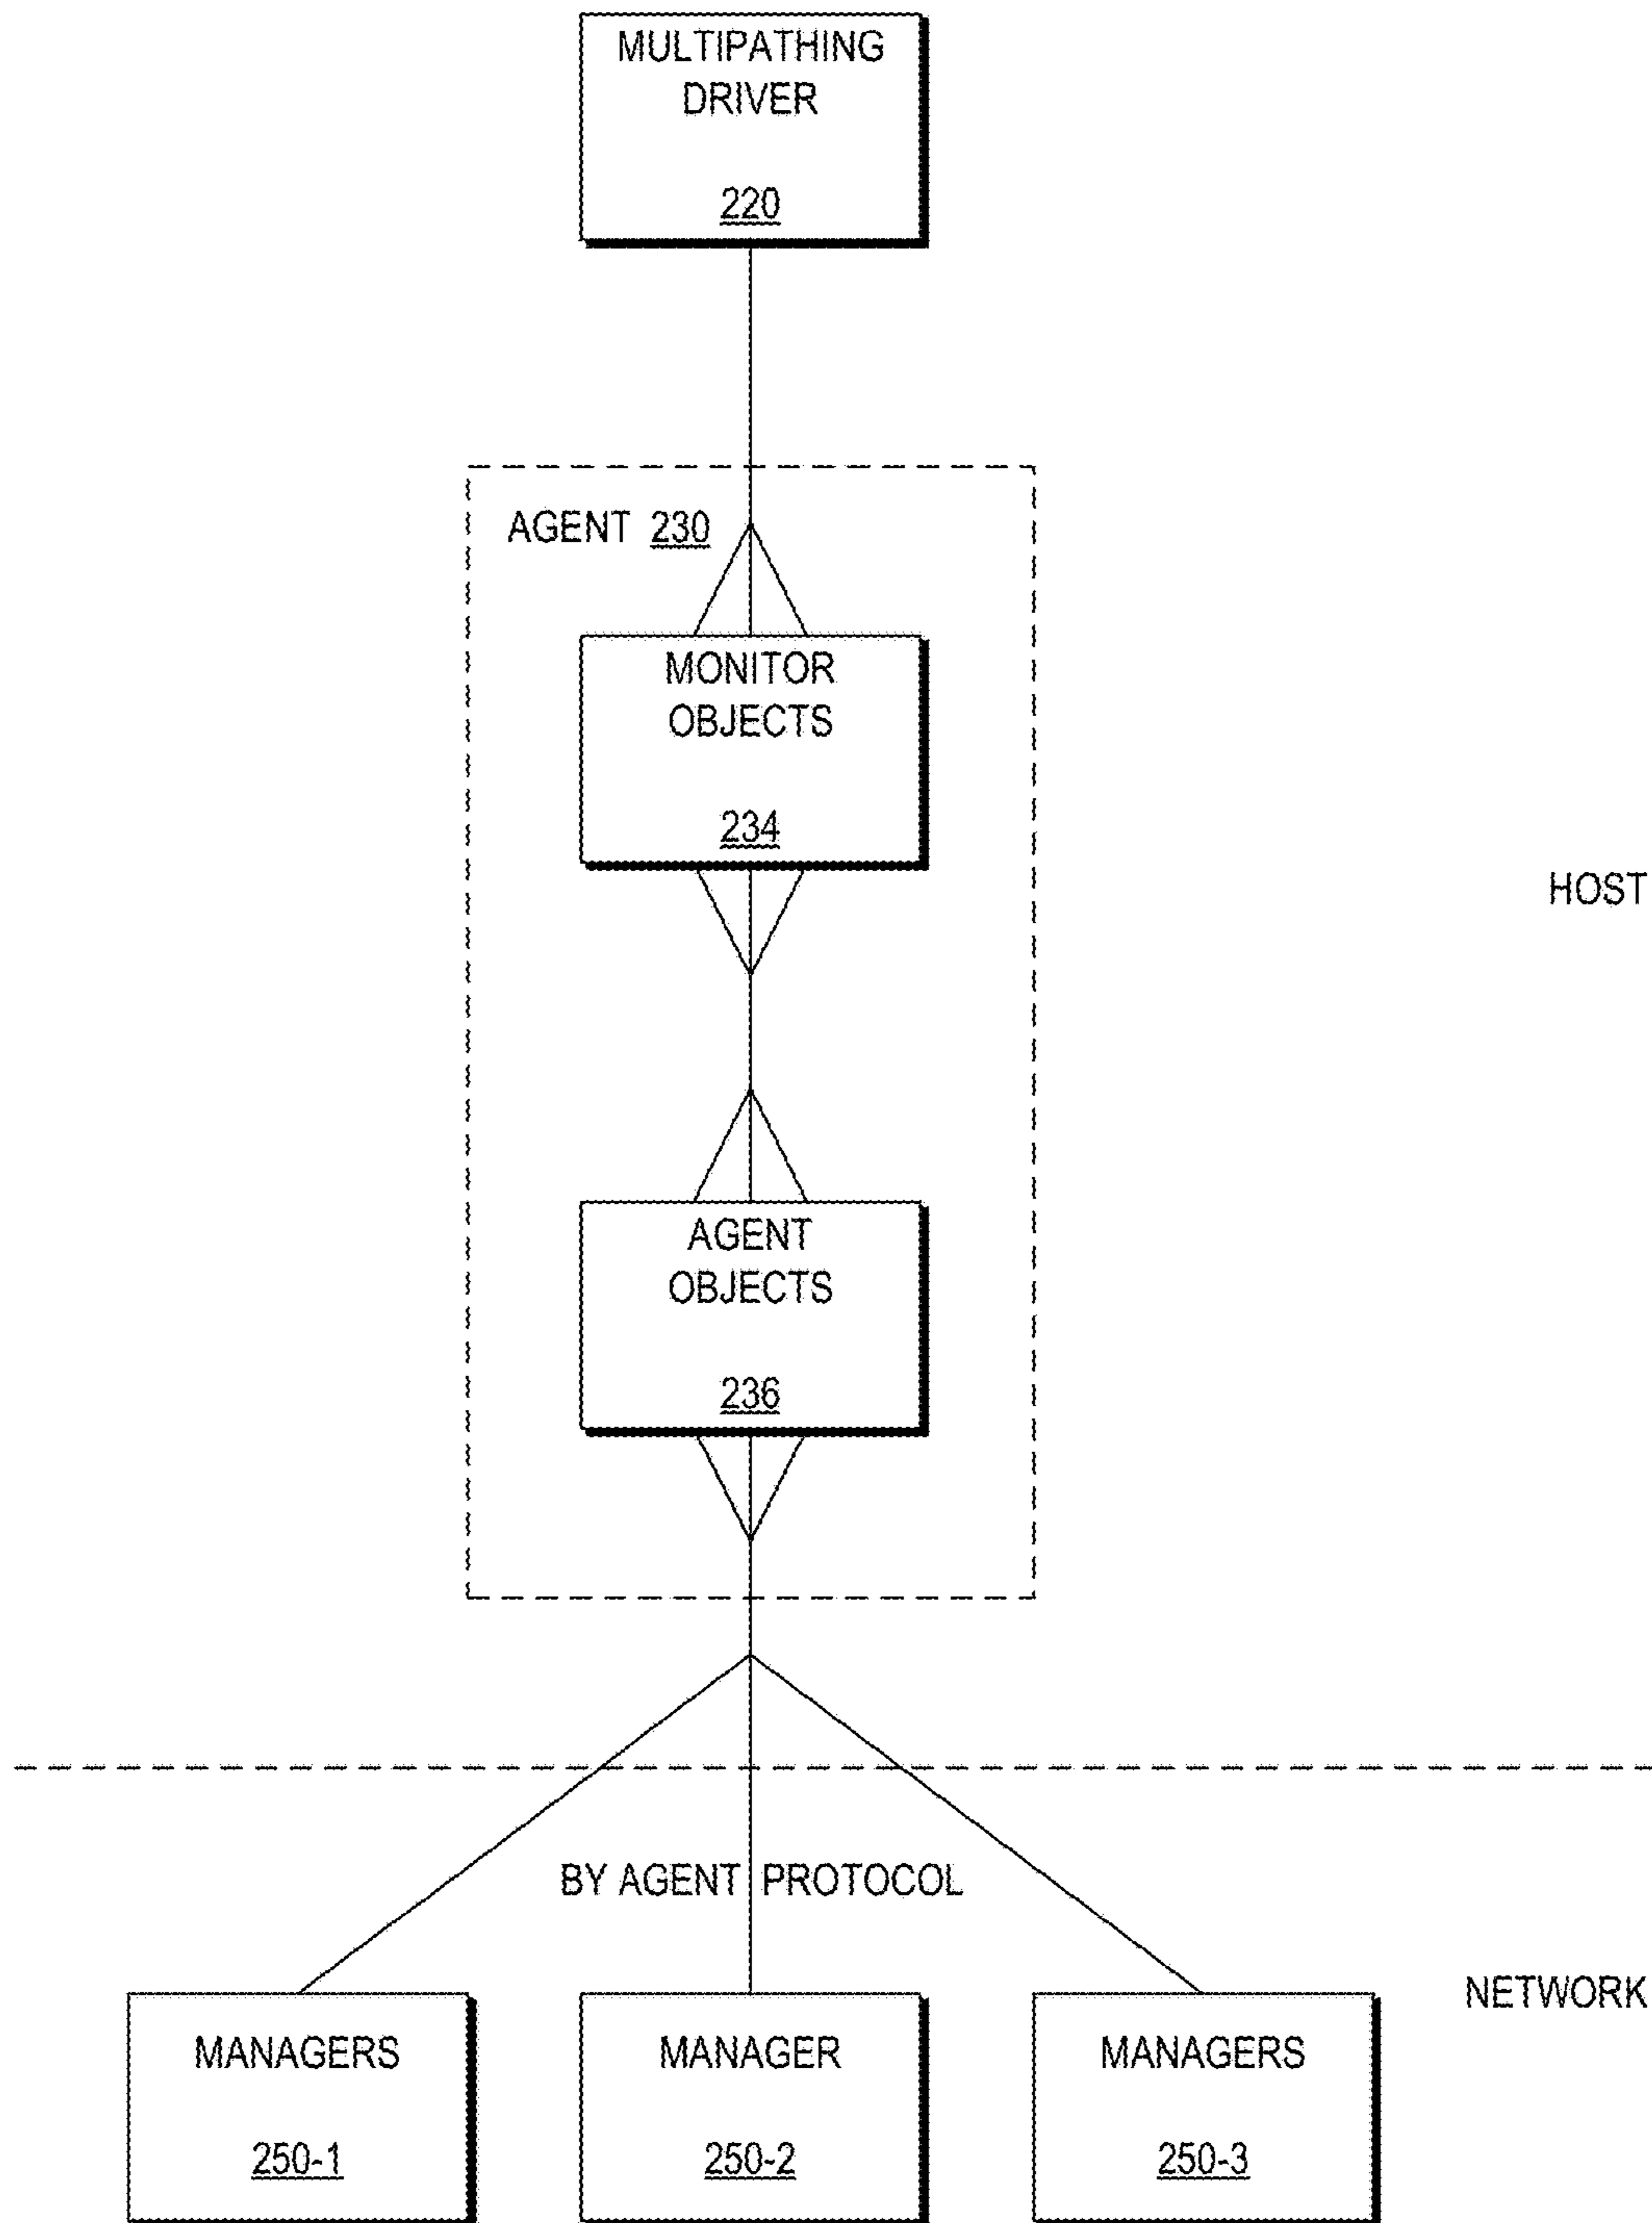 MULTIPATHING
DRIVER
220
AGENT 230
MONITOR
OBJECTS
234
HOST
AGENT
OBJECTS
236
BY AGENT PROTOCOL
NETWORK
MANAGERS
250-1
MANAGER
250-2
MANAGERS
250-3